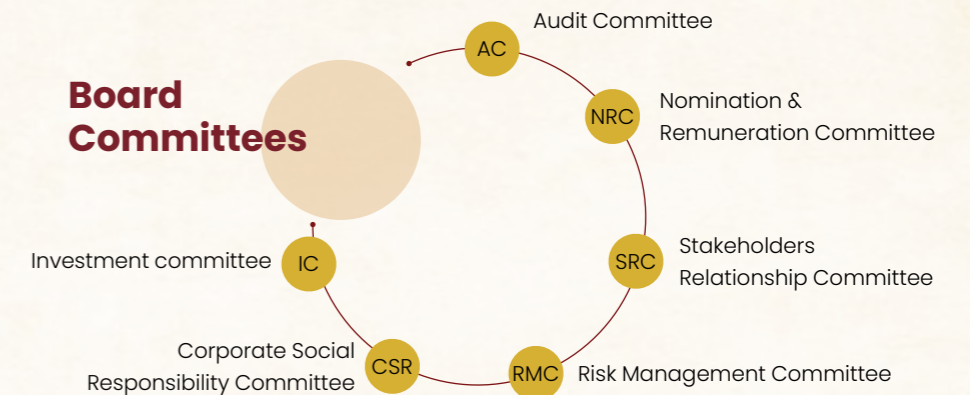 Board
Committees
AC
Audit Committee
NRC
Nomination &
Remuneration Committee
SRC
Stakeholders
Relationship Committee
RMC
Risk Management Committee
CSR
Corporate Social
Responsibility Committee
IC
Investment committee